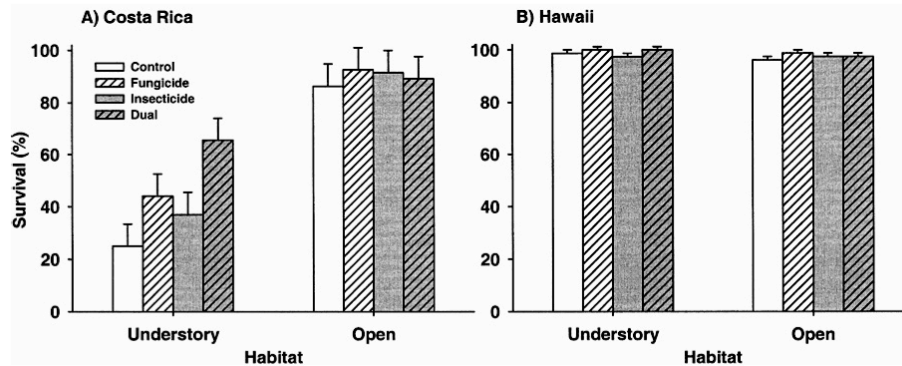 A) Costa Rica
B) Hawaii
100
80
60
40
20
0
Survival (%)
Control
Fungicide
Insecticide
Dual
Understory
Open
Habitat
100
80
60
40
20
0
Understory
Open
Habitat